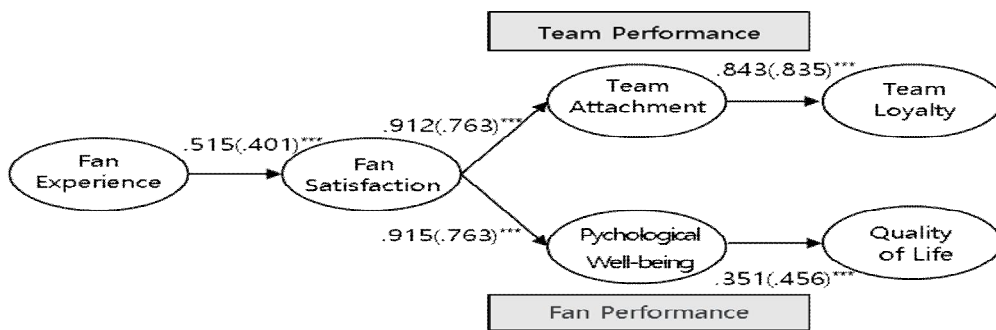 Team Performance
.843(.835)***
Team
Attachment
Team
Loyalty
.912(.763)***
.515(.401)***
Fan
Experience
Fan
Satisfaction
.915(.763)***
Pychological
Well-being
Quality
of Life
.351(.456)***
Fan Performance